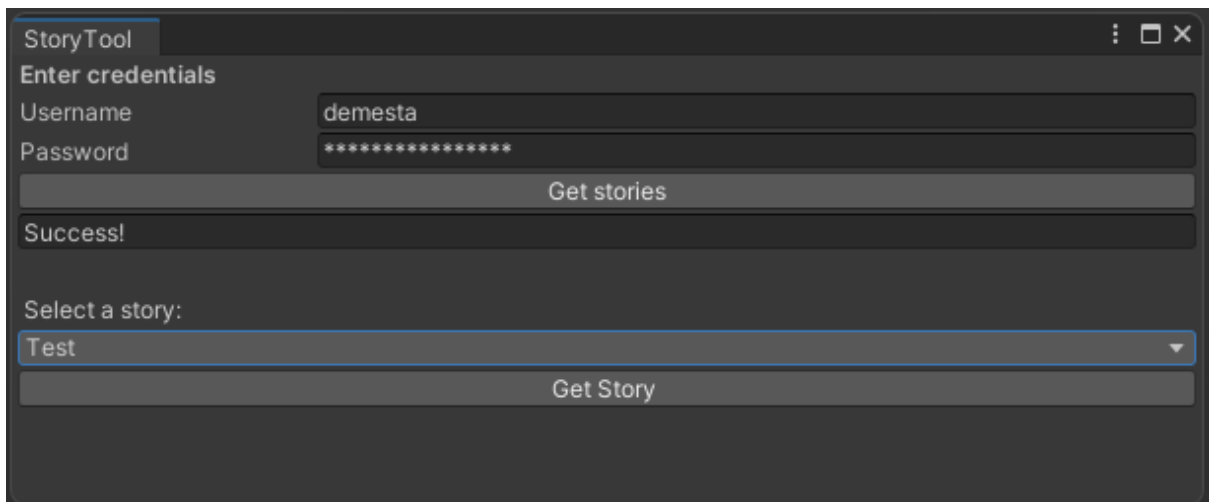 StoryTool
Enter credentials
Username demesta
Password ****************
Get stories
Success!
Select a story:
Test
Get Story